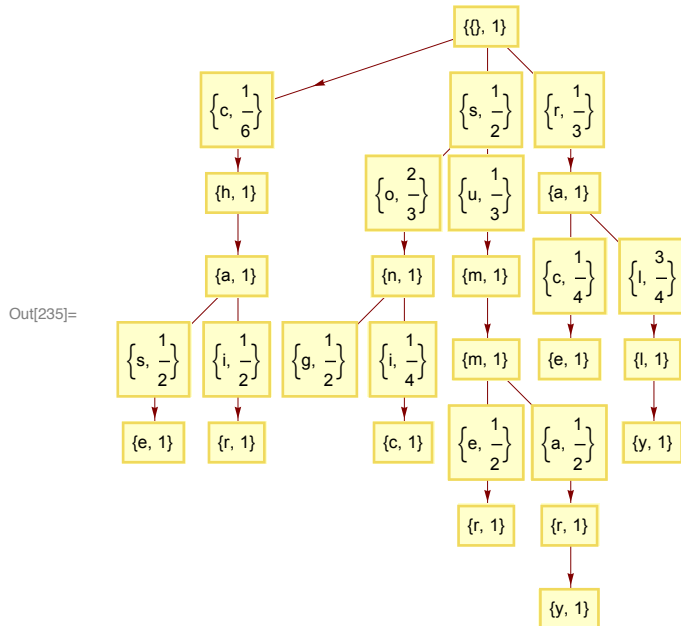 {{}, 1}
{c, 1/6} {s, 1/2} {r, 1/3}
{h, 1} {o, 2/3} {u, 1/3} {a, 1}
{a, 1} {n, 1} {m, 1} {c, 1/4} {l, 3/4}
Out[235]=
{s, 1/2} {i, 1/2} {g, 1/2} {i, 1/4} {m, 1} {e, 1} {l, 1}
{e, 1} {r, 1} {c, 1} {e, 1/2} {a, 1/2} {y, 1}
{r, 1} {r, 1}
{y, 1}